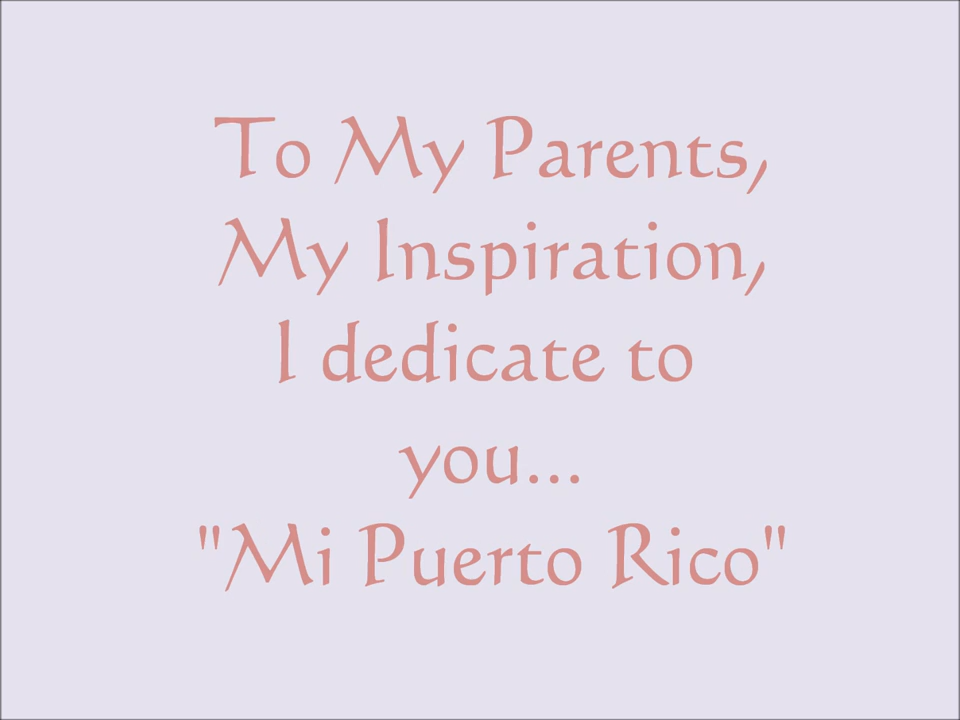 To My Parents,
My Inspiration,
I dedicate to
you...
"Mi Puerto Rico"